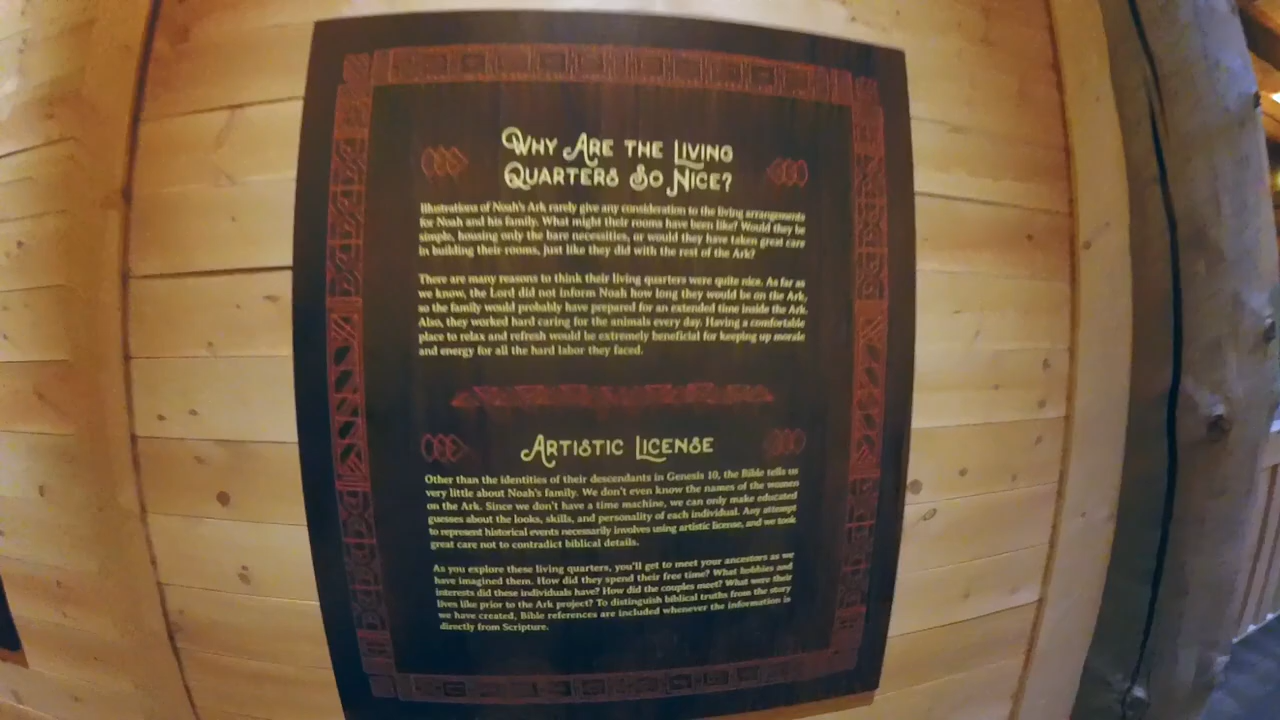 Why Are the Living
Quarters So Nice?
Illustrations of Noah's Ark rarely give any consideration to the living arrangements
for Noah and his family. What might their rooms have been like? Would they be
simple, housing only the bare necessities, or would they have taken great care
in building their rooms, just like they did with the rest of the Ark?
There are many reasons to think their living quarters were quite nice. As far as
we know, the Lord did not inform Noah how long they would be on the Ark,
so the family would probably have prepared for an extended time inside the Ark.
Also, they worked hard caring for the animals every day. Having a comfortable
place to relax and refresh would be extremely beneficial for keeping up morale
and energy for all the hard labor they faced.
Artistic License
Other than the identities of their descendants in Genesis 10, the Bible tells us
very little about Noah's family. We don't even know the names of the women
on the Ark. Since we don't have a time machine, we can only make educated
guesses about the looks, skills, and personality of each individual. Any attempt
to represent historical events necessarily involves using artistic license, and we took
great care not to contradict biblical details.
As you explore these living quarters, you'll get to meet your ancestors as we
have imagined them. How did they spend their free time? What hobbies and
interests did these individuals have? How did the couples meet? What were their
lives like prior to the Ark project? To distinguish biblical truths from the story
we have created, Bible references are included whenever the information is
directly from Scripture.